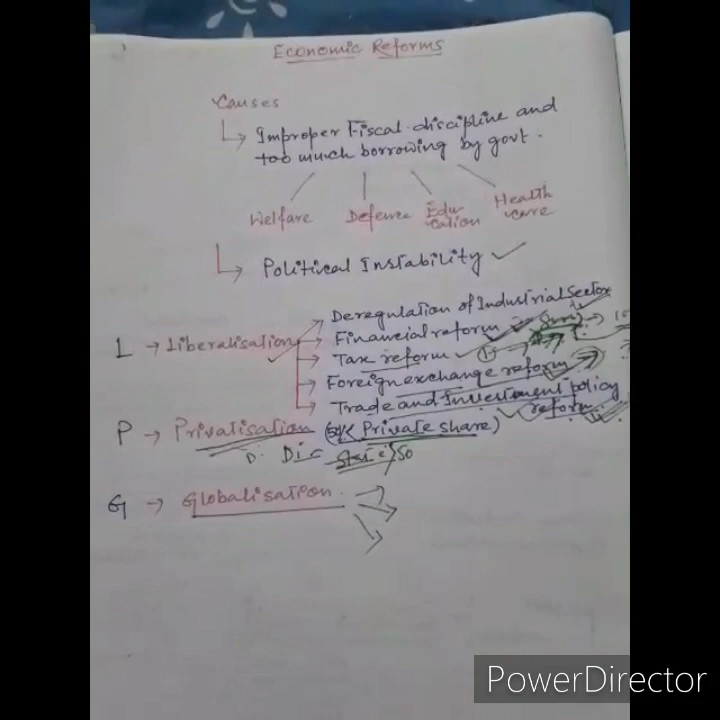 Economic Reforms
Causes
Improper Fiscal discipline and
too much borrowing by govt.
Welfare Defence Edu Health
cation care
Political Instability
Deregulation of Industrial Sector
L → Liberalisation
Financial reform
Tax reform
Foreign exchange reform
Trade and Investment policy
reform
P → Privatisation ( Private share)
G → Globalisation.
PowerDirector